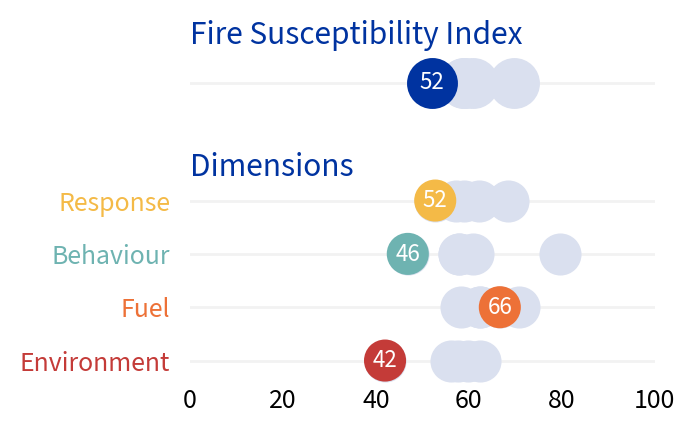 Fire Susceptibility Index
52
Dimensions
Response 52
Behaviour 46
Fuel 66
Environment 42
0 20 40 60 80 100